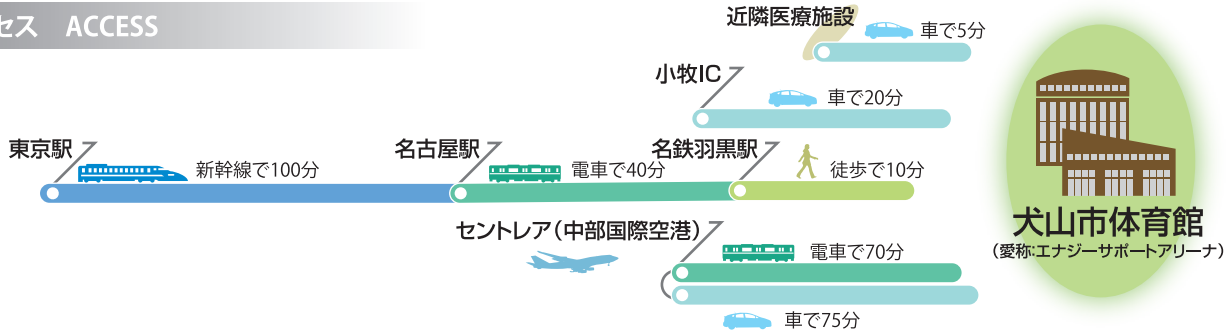 セス ACCESS
近隣医療施設
車で5分
小牧IC
車で20分
東京駅
新幹線で100分
名古屋駅
電車で40分
名鉄羽黒駅
徒歩で10分
セントレア(中部国際空港)
電車で70分
車で75分
犬山市体育館
(愛称:エナジーサポートアリーナ)